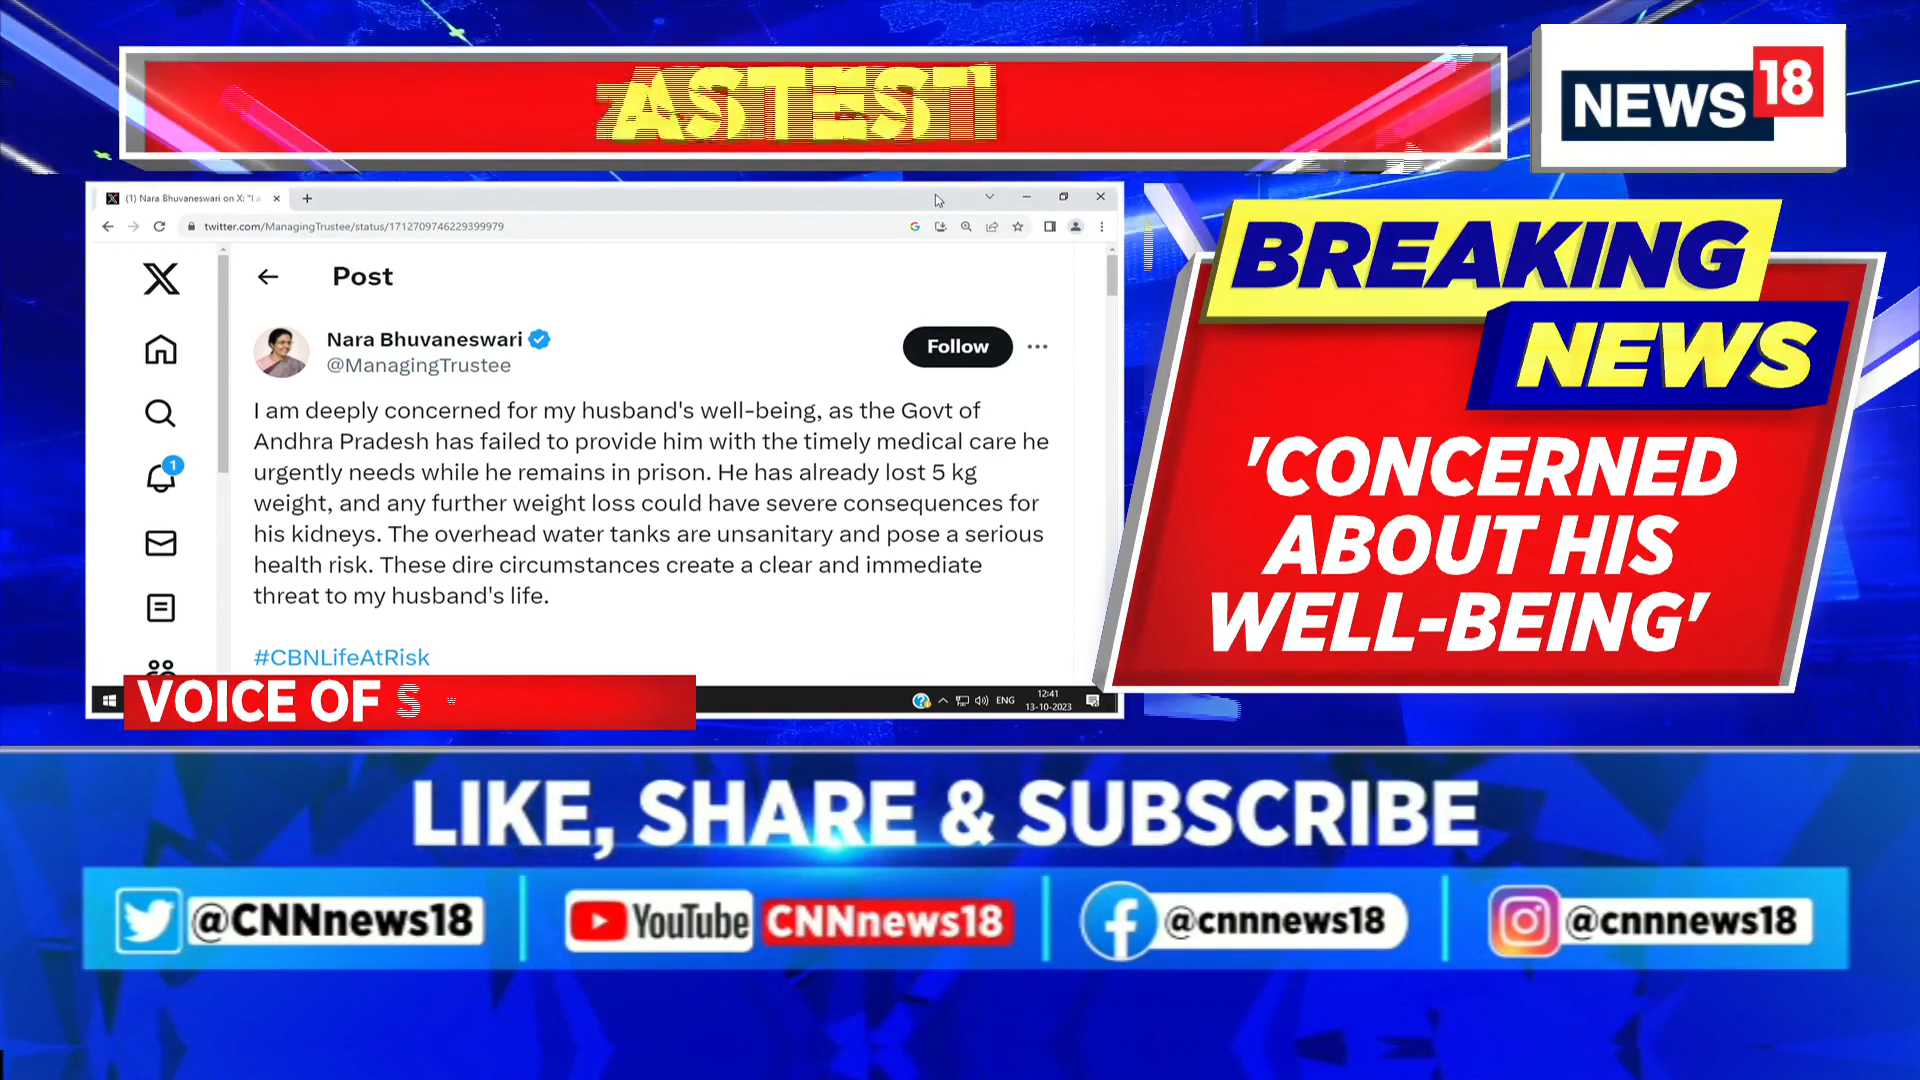 ASTEST
NEWS 18
(1) Nara Bhuvaneswari on X: "I a
twitter.com/ManagingTrustee/status/1712709746229399979
Post
Nara Bhuvaneswari
@ManagingTrustee
Follow
I am deeply concerned for my husband's well-being, as the Govt of
Andhra Pradesh has failed to provide him with the timely medical care he
urgently needs while he remains in prison. He has already lost 5 kg
weight, and any further weight loss could have severe consequences for
his kidneys. The overhead water tanks are unsanitary and pose a serious
health risk. These dire circumstances create a clear and immediate
threat to my husband's life.
#CBNLifeAtRisk
1
VOICE OF S
ENG
12:41
13-10-2023
BREAKING
NEWS
'CONCERNED
ABOUT HIS
WELL-BEING'
LIKE, SHARE & SUBSCRIBE
@CNNnews18
YouTube CNNnews18
@cnnnews18
@cnnnews18